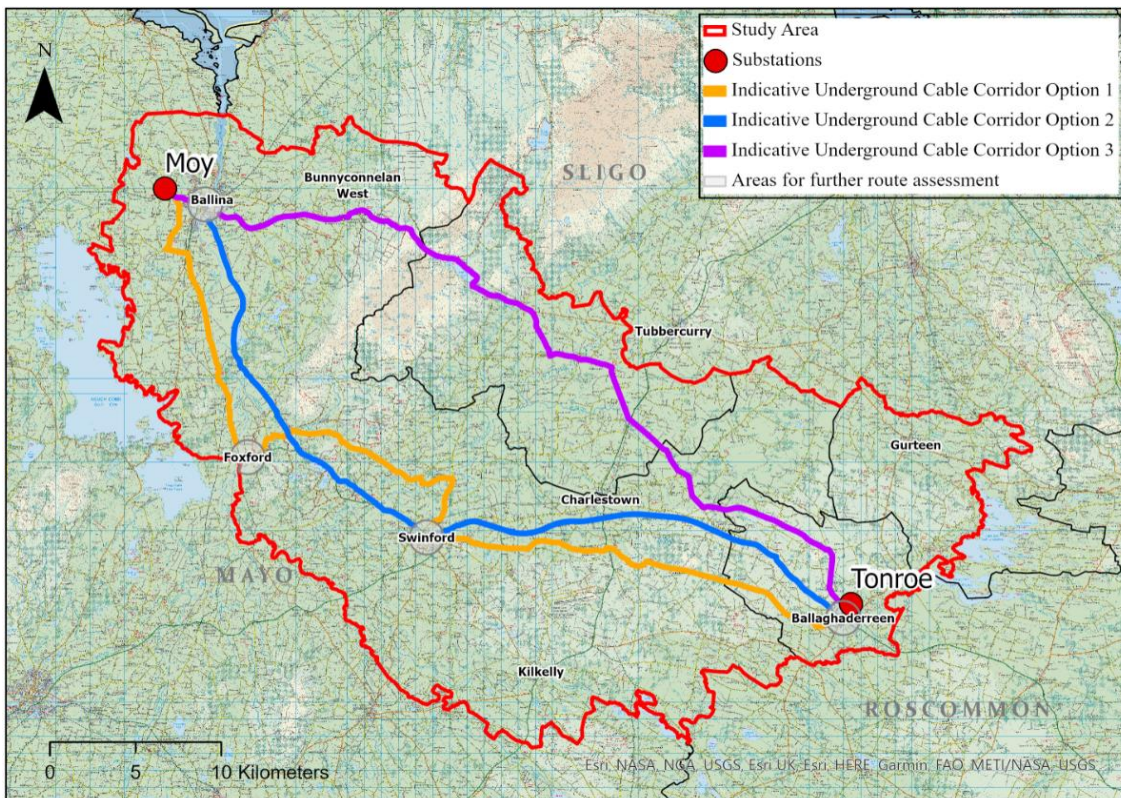 N
Study Area
Substations
Indicative Underground Cable Corridor Option 1
Indicative Underground Cable Corridor Option 2
Indicative Underground Cable Corridor Option 3
Areas for further route assessment
Moy
Ballina
Bunnyconnelan
West
SLIGO
Tubbercurry
Gurteen
Foxford
Charlestown
Swinford
MAYO
Tonroe
Ballaghaderreen
Kilkelly
ROSCOMMON
0 5 10 Kilometers
Esri, NASA, NGA, USGS, Esri UK, Esri, HERE, Garmin, FAO, METI/NASA, USGS